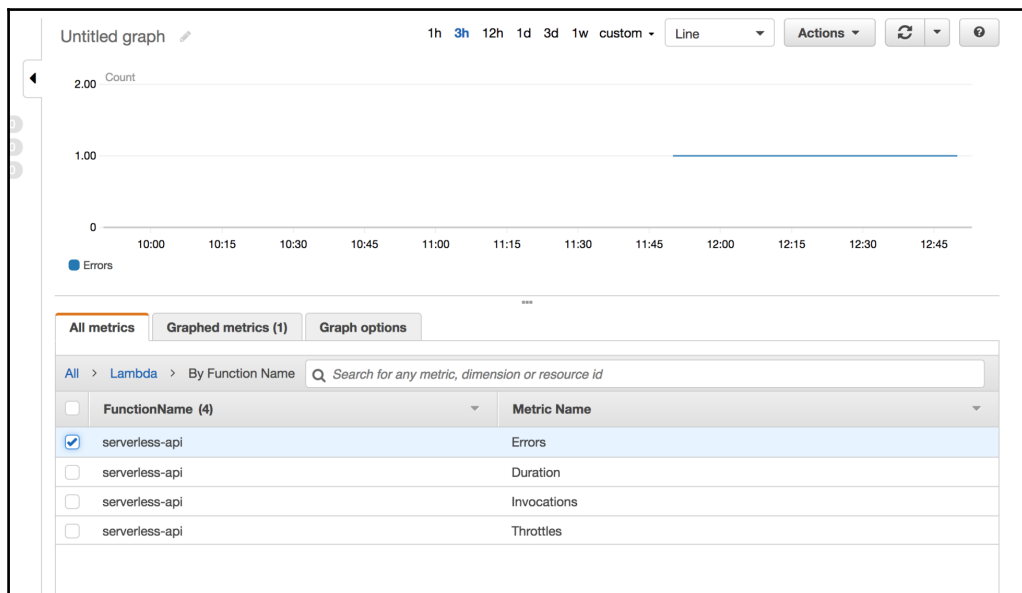 Untitled graph 1h 3h 12h 1d 3d 1w custom Line Actions
Count
2.00
1.00
0
10:00 10:15 10:30 10:45 11:00 11:15 11:30 11:45 12:00 12:15 12:30 12:45
Errors
All metrics Graphed metrics (1) Graph options
All > Lambda > By Function Name Search for any metric, dimension or resource id
FunctionName (4) Metric Name
serverless-api Errors
serverless-api Duration
serverless-api Invocations
serverless-api Throttles